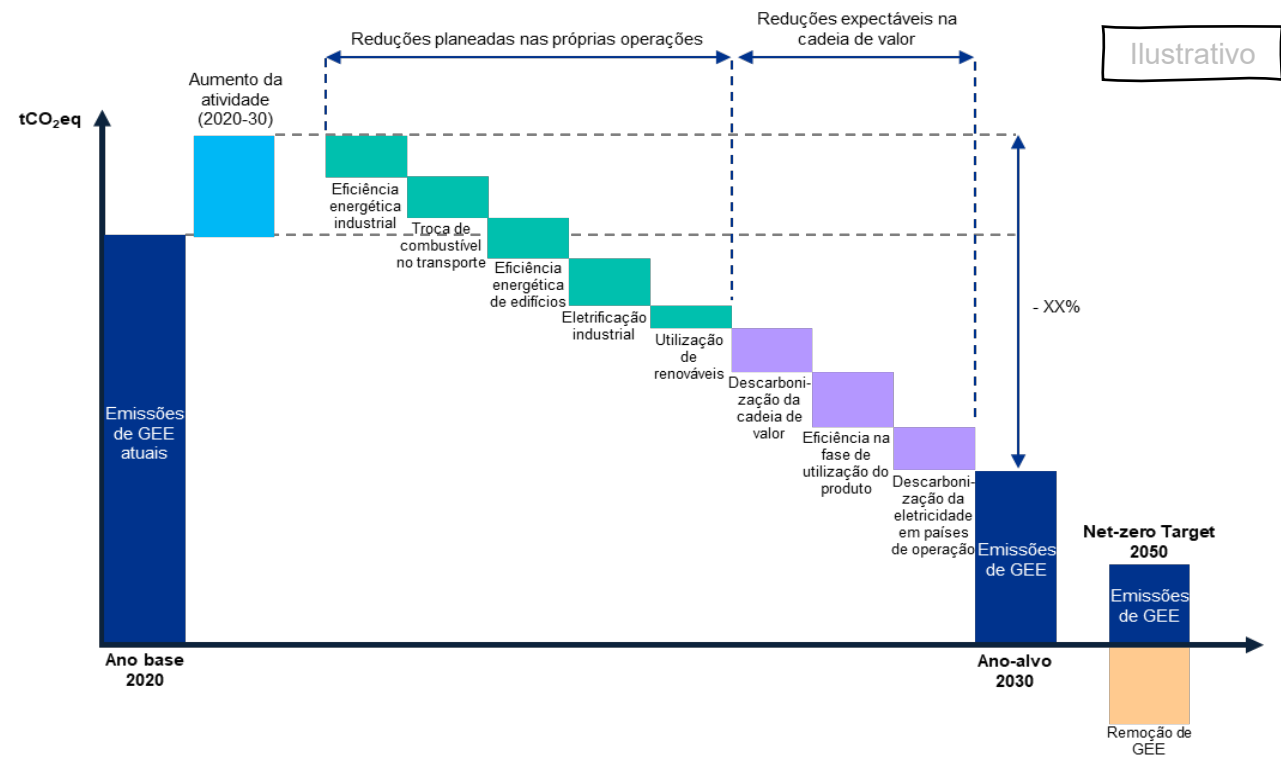 Reduções expectáveis na
cadeia de valor
Reduções planeadas nas próprias operações
Ilustrativo
Aumento da
atividade
(2020-30)
tCO₂eq
Eficiência
energética
industrial
Troca de
combustível
no transporte
Eficiência
energética
de edifícios
Eletrificação
industrial
Utilização
de
renováveis
Descarboni-
zação da
cadeia de
valor
Eficiência na
fase de
utilização do
produto
Descarboni-
zação da
eletricidade
em países
de operação
- XX%
Emissões
de GEE
atuais
Emissões
de GEE
Net-zero Target
2050
Emissões
de GEE
Ano base
2020
Ano-alvo
2030
Remoção de
GEE